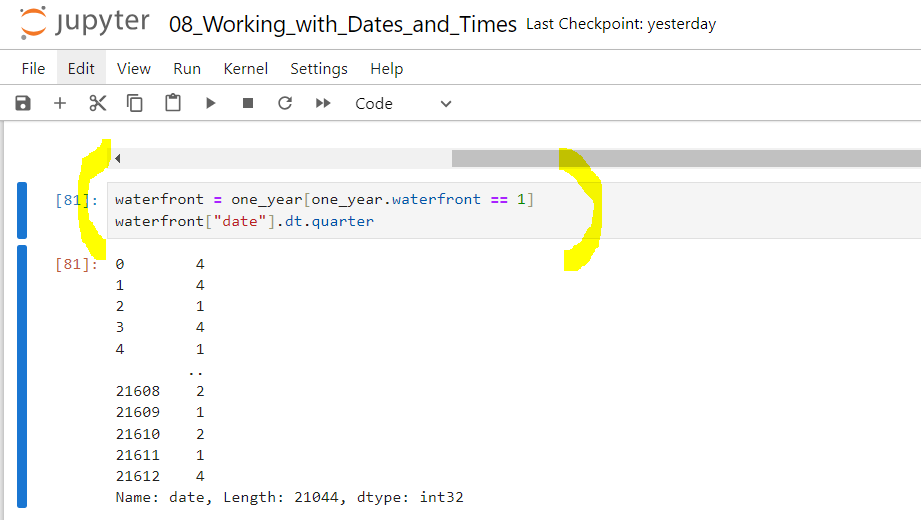 jupyter 08_Working_with_Dates_and_Times Last Checkpoint: yesterday
File Edit View Run Kernel Settings Help
Code
[81]: waterfront = one_year[one_year.waterfront == 1]
waterfront["date"].dt.quarter
[81]: 0 4
1 4
2 1
3 4
4 1
..
21608 2
21609 1
21610 2
21611 1
21612 4
Name: date, Length: 21044, dtype: int32